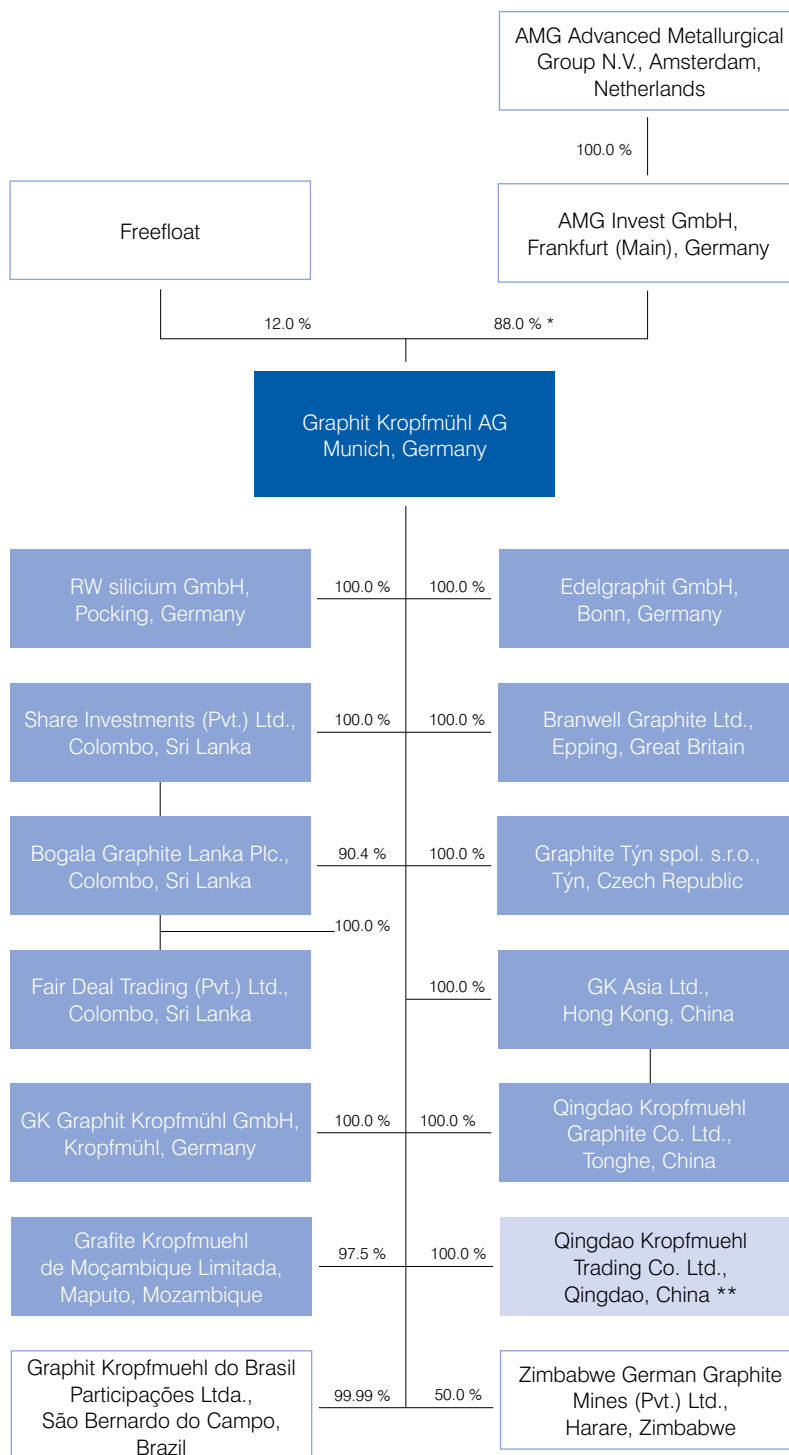 AMG Advanced Metallurgical
Group N.V., Amsterdam,
Netherlands
100.0 %
Freefloat
AMG Invest GmbH,
Frankfurt (Main), Germany
12.0 %
88.0 % *
Graphit Kropfmühl AG
Munich, Germany
RW silicium GmbH,
Pocking, Germany
100.0 %
100.0 %
Edelgraphit GmbH,
Bonn, Germany
Share Investments (Pvt.) Ltd.,
Colombo, Sri Lanka
100.0 %
100.0 %
Branwell Graphite Ltd.,
Epping, Great Britain
Bogala Graphite Lanka Plc.,
Colombo, Sri Lanka
90.4 %
100.0 %
Graphite Týn spol. s.r.o.,
Týn, Czech Republic
100.0 %
Fair Deal Trading (Pvt.) Ltd.,
Colombo, Sri Lanka
100.0 %
GK Asia Ltd.,
Hong Kong, China
GK Graphit Kropfmühl GmbH,
Kropfmühl, Germany
100.0 %
100.0 %
Qingdao Kropfmuehl
Graphite Co. Ltd.,
Tonghe, China
Grafite Kropfmuehl
de Moçambique Limitada,
Maputo, Mozambique
97.5 %
100.0 %
Qingdao Kropfmuehl
Trading Co. Ltd.,
Qingdao, China **
Graphit Kropfmuehl do Brasil
Participações Ltda.,
São Bernardo do Campo,
Brazil
99.99 %
50.0 %
Zimbabwe German Graphite
Mines (Pvt.) Ltd.,
Harare, Zimbabwe